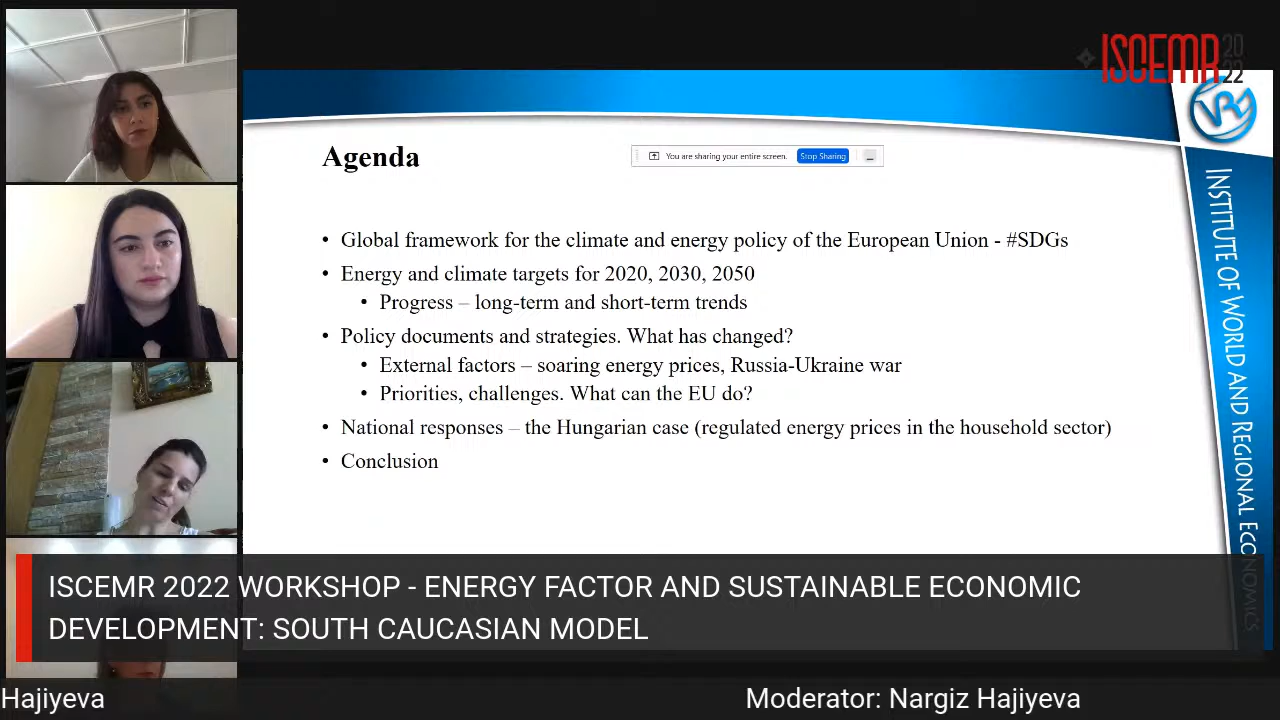 ISCEMR 2022
Agenda
You are sharing your entire screen. Stop Sharing
• Global framework for the climate and energy policy of the European Union - #SDGs
• Energy and climate targets for 2020, 2030, 2050
• Progress – long-term and short-term trends
• Policy documents and strategies. What has changed?
• External factors – soaring energy prices, Russia-Ukraine war
• Priorities, challenges. What can the EU do?
• National responses – the Hungarian case (regulated energy prices in the household sector)
• Conclusion
INSTITUTE OF WORLD AND REGIONAL ECONOMICS
ISCEMR 2022 WORKSHOP - ENERGY FACTOR AND SUSTAINABLE ECONOMIC
DEVELOPMENT: SOUTH CAUCASIAN MODEL
Hajiyeva Moderator: Nargiz Hajiyeva